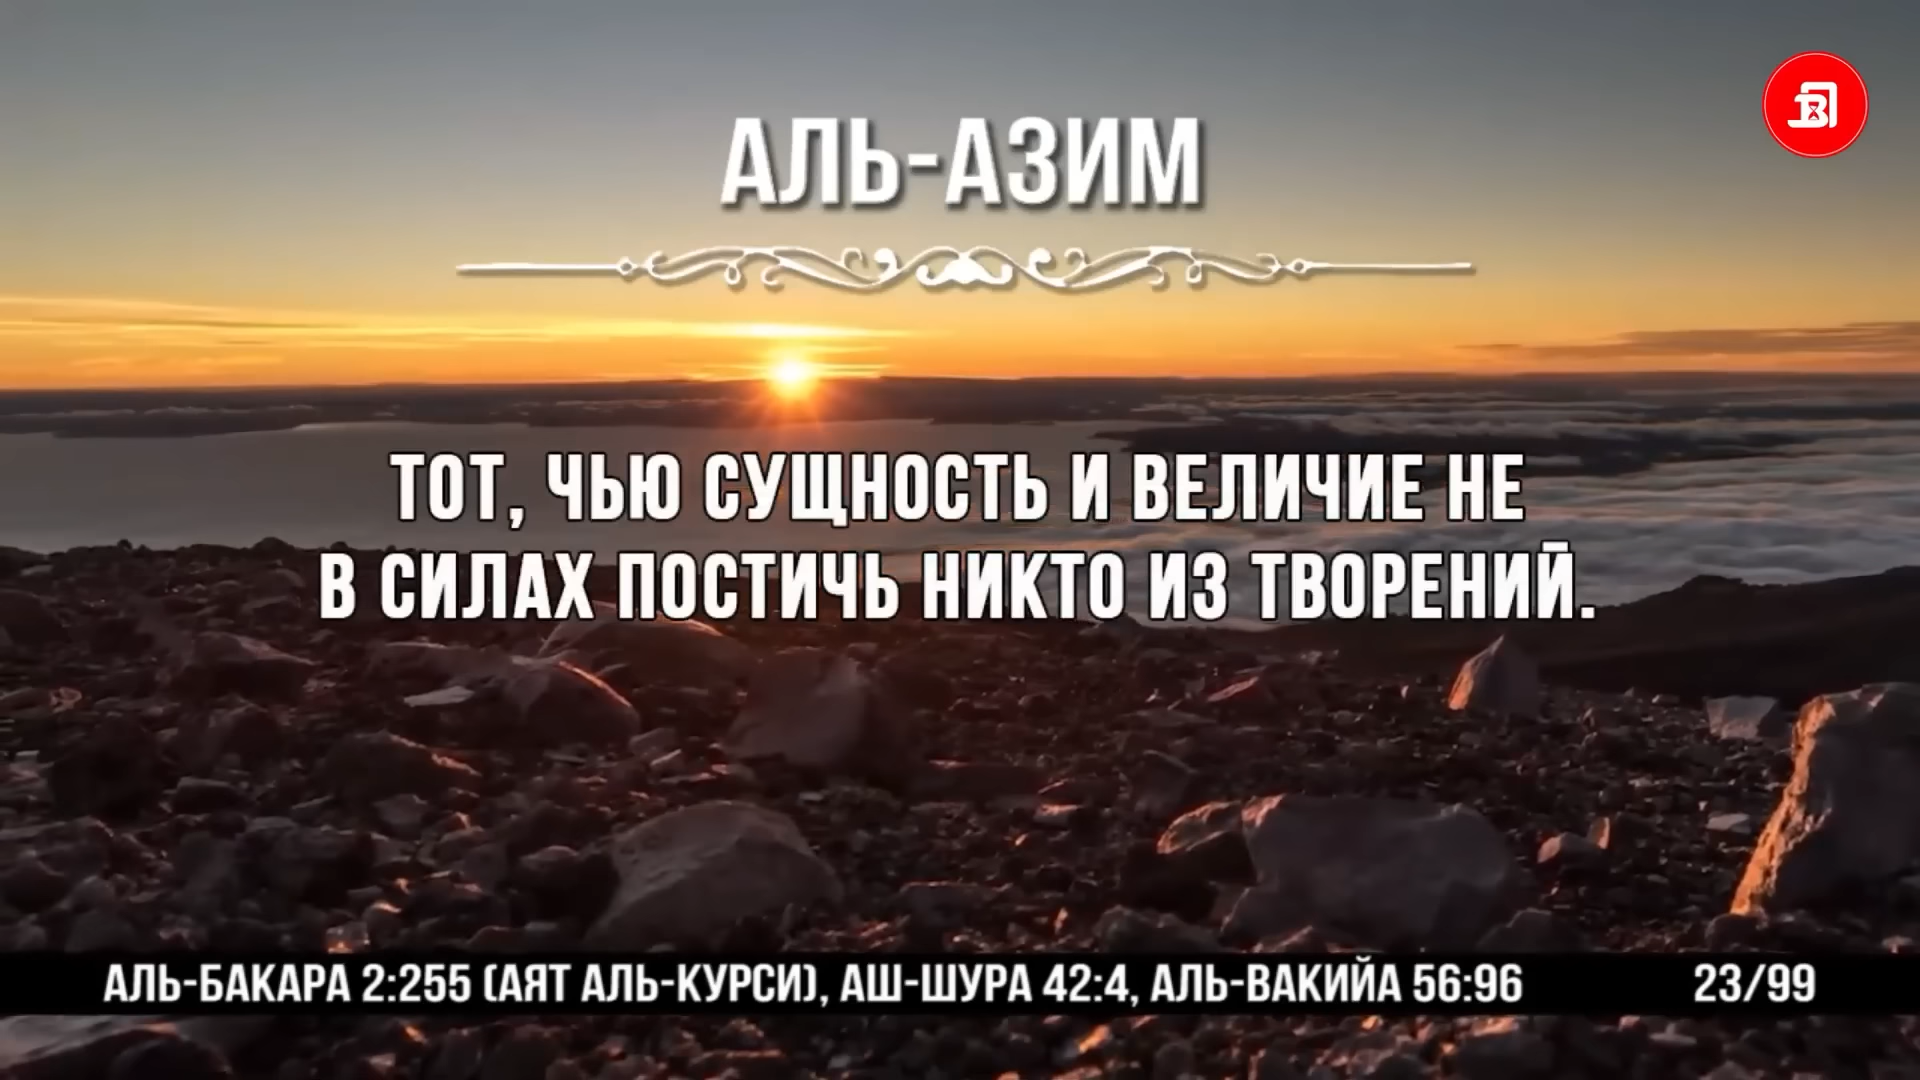 АЛЬ-АЗИМ
ТОТ, ЧЬЮ СУЩНОСТЬ И ВЕЛИЧИЕ НЕ
В СИЛАХ ПОСТИЧЬ НИКТО ИЗ ТВОРЕНИЙ.
АЛЬ-БАКАРА 2:255 (АЯТ АЛЬ-КУРСИ), АШ-ШУРА 42:4, АЛЬ-ВАКИЙА 56:96 23/99